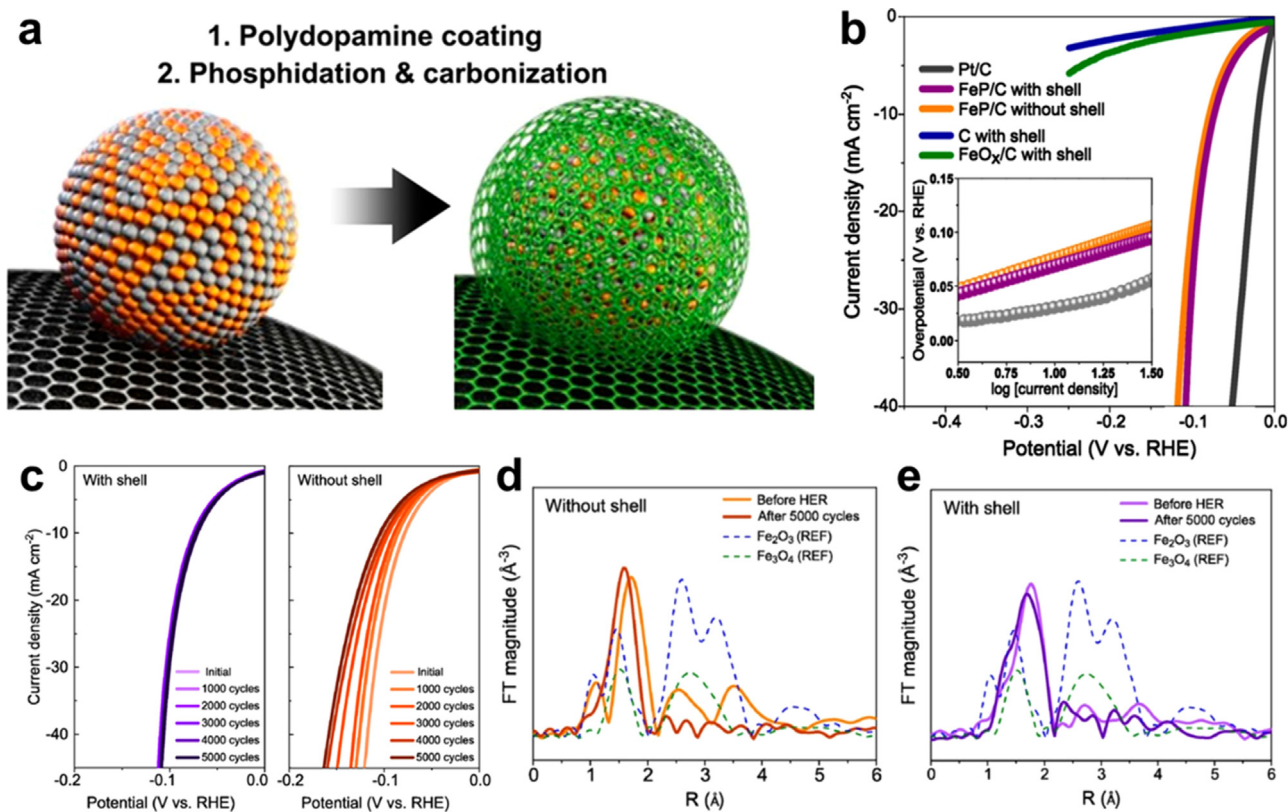 a
1. Polydopamine coating
2. Phosphidation & carbonization
b
Pt/C
FeP/C with shell
FeP/C without shell
C with shell
FeOx/C with shell
Current density (mA cm⁻²)
0
-10
-20
-30
-40
-0.4
-0.3
-0.2
-0.1
0.0
Potential (V vs. RHE)
Overpotential (V vs. RHE)
0.15
0.10
0.05
0.00
0.50
0.75
1.00
1.25
1.50
log [current density]
c
With shell
Current density (mA cm⁻²)
0
-10
-20
-30
-40
Initial
1000 cycles
2000 cycles
3000 cycles
4000 cycles
5000 cycles
-0.2
-0.1
0.0
Potential (V vs. RHE)
Without shell
Initial
1000 cycles
2000 cycles
3000 cycles
4000 cycles
5000 cycles
-0.2
-0.1
0.0
Potential (V vs. RHE)
d
Without shell
Before HER
After 5000 cycles
Fe₂O₃ (REF)
Fe₃O₄ (REF)
FT magnitude (Å⁻³)
0 1 2 3 4 5 6
R (Å)
e
With shell
Before HER
After 5000 cycles
Fe₂O₃ (REF)
Fe₃O₄ (REF)
FT magnitude (Å⁻³)
0 1 2 3 4 5 6
R (Å)